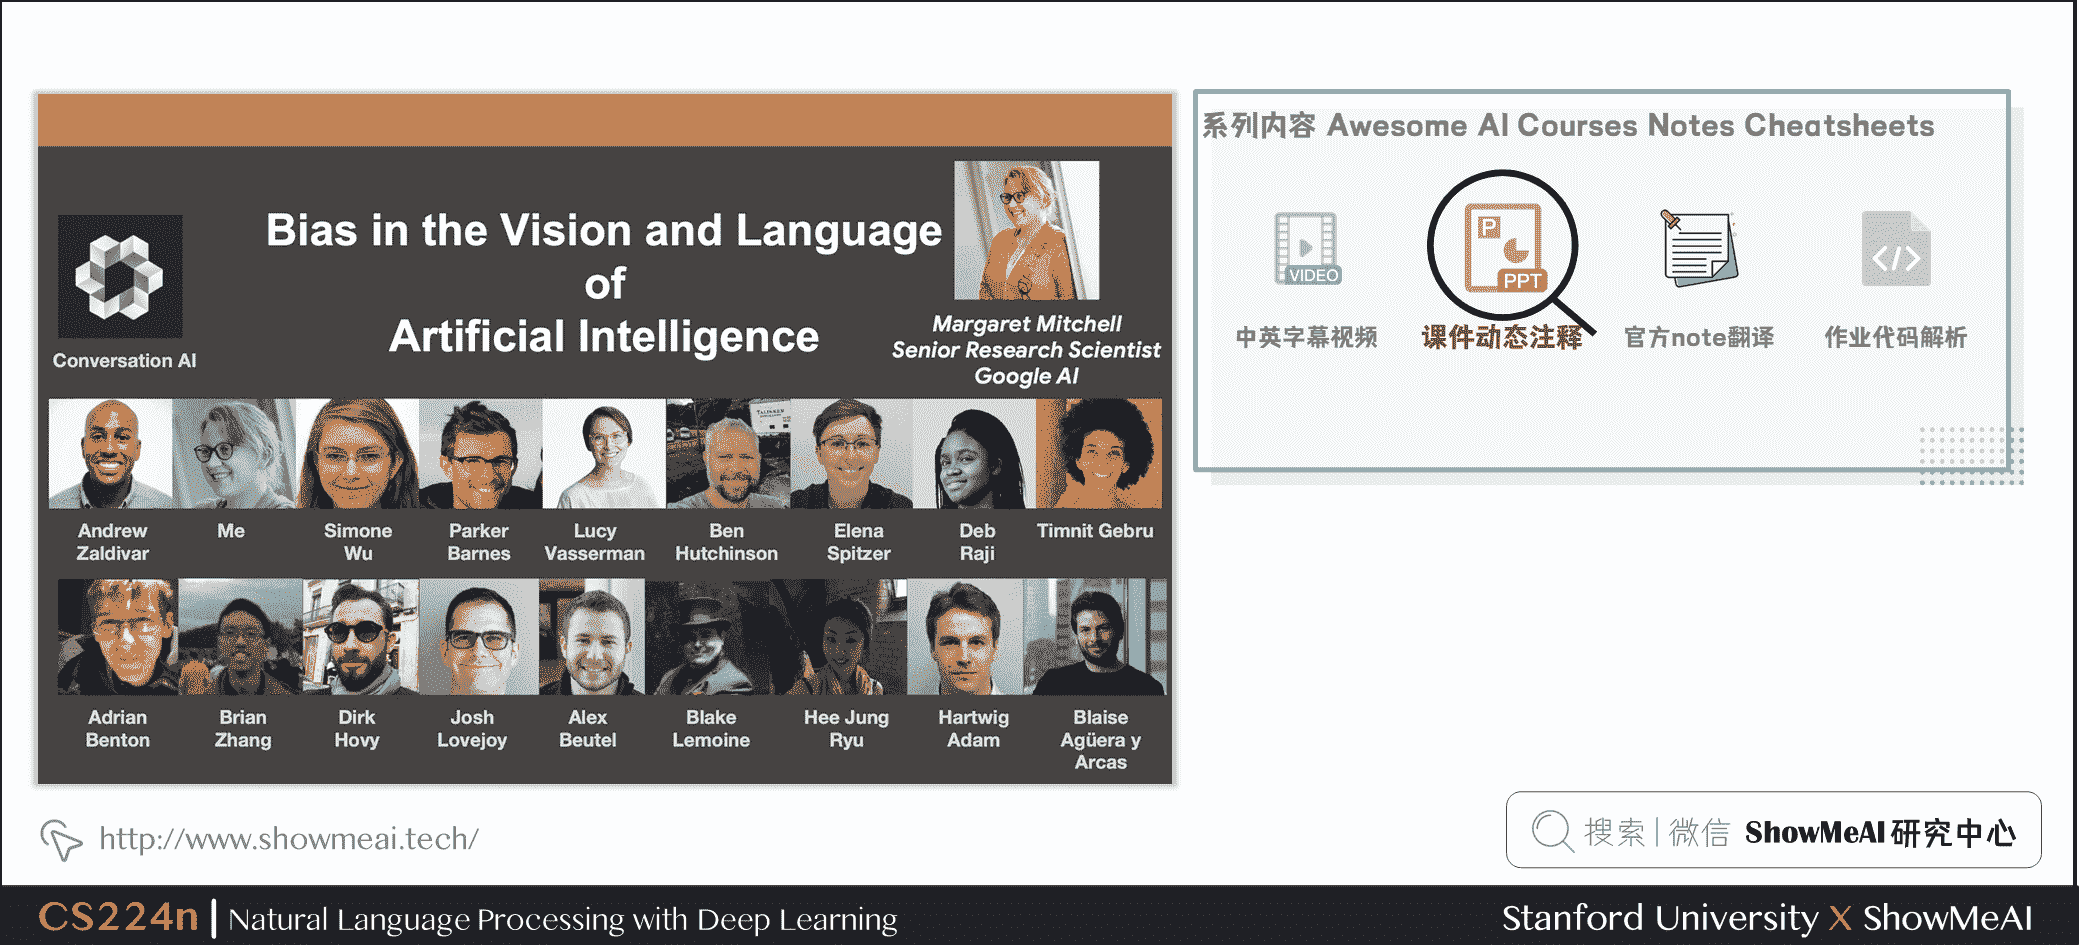 Bias in the Vision and Language
of
Artificial Intelligence
Conversation AI
Margaret Mitchell
Senior Research Scientist
Google AI
Andrew
Zaldivar
Me
Simone
Wu
Parker
Barnes
Lucy
Vasserman
Ben
Hutchinson
Elena
Spitzer
Deb
Raji
Timnit Gebru
Adrian
Benton
Brian
Zhang
Dirk
Hovy
Josh
Lovejoy
Alex
Beutel
Blake
Lemoine
Hee Jung
Ryu
Hartwig
Adam
Blaise
Agüera y
Arcas
系列内容 Awesome AI Courses Notes Cheatsheets
VIDEO
P
PPT
</>
中英字幕视频
课件动态注释
官方note翻译
作业代码解析
http://www.showmeai.tech/
搜索 | 微信 ShowMeAI 研究中心
CS224n | Natural Language Processing with Deep Learning
Stanford University X ShowMeAI